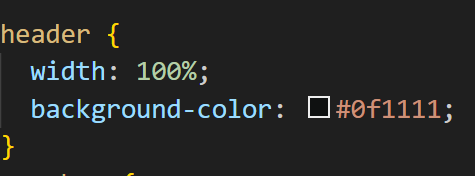 header {
width: 100%;
background-color: #0f1111;
}